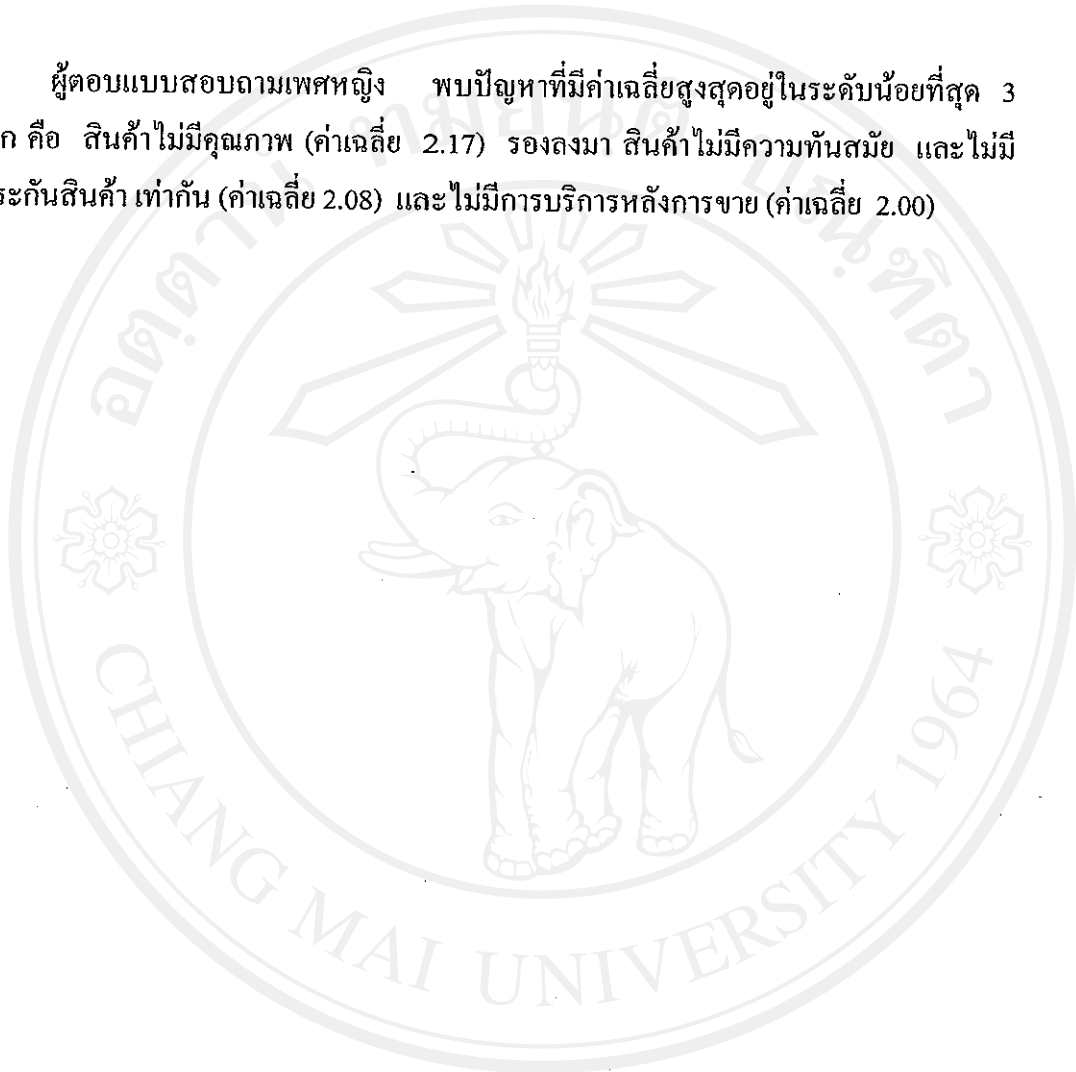 ผู้ตอบแบบสอบถามเพศหญิง พบปัญหาที่มีค่าเฉลี่ยสูงสุดอยู่ในระดับน้อยที่สุด 3
ก คือ สินค้าไม่มีคุณภาพ (ค่าเฉลี่ย 2.17) รองลงมา สินค้าไม่มีความทันสมัย และไม่มี
ระกันสินค้า เท่ากัน (ค่าเฉลี่ย 2.08) และไม่มีการบริการหลังการขาย (ค่าเฉลี่ย 2.00)
CHIANG MAI UNIVERSITY 1964